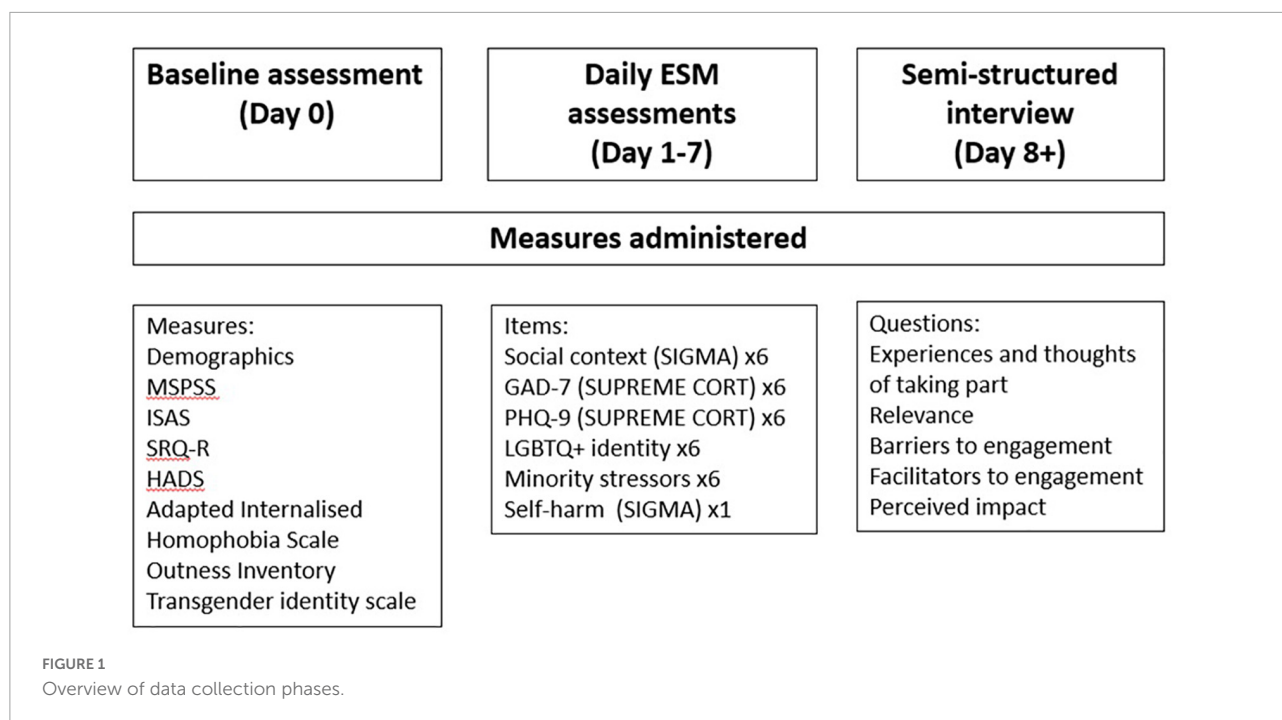 Baseline assessment
(Day 0)
Daily ESM
assessments
(Day 1-7)
Semi-structured
interview
(Day 8+)
Measures administered
Measures:
Demographics
MSPSS
ISAS
SRQ-R
HADS
Adapted Internalised
Homophobia Scale
Outness Inventory
Transgender identity scale
Items:
Social context (SIGMA) x6
GAD-7 (SUPREME CORT) x6
PHQ-9 (SUPREME CORT) x6
LGBTQ+ identity x6
Minority stressors x6
Self-harm (SIGMA) x1
Questions:
Experiences and thoughts
of taking part
Relevance
Barriers to engagement
Facilitators to engagement
Perceived impact
FIGURE 1
Overview of data collection phases.